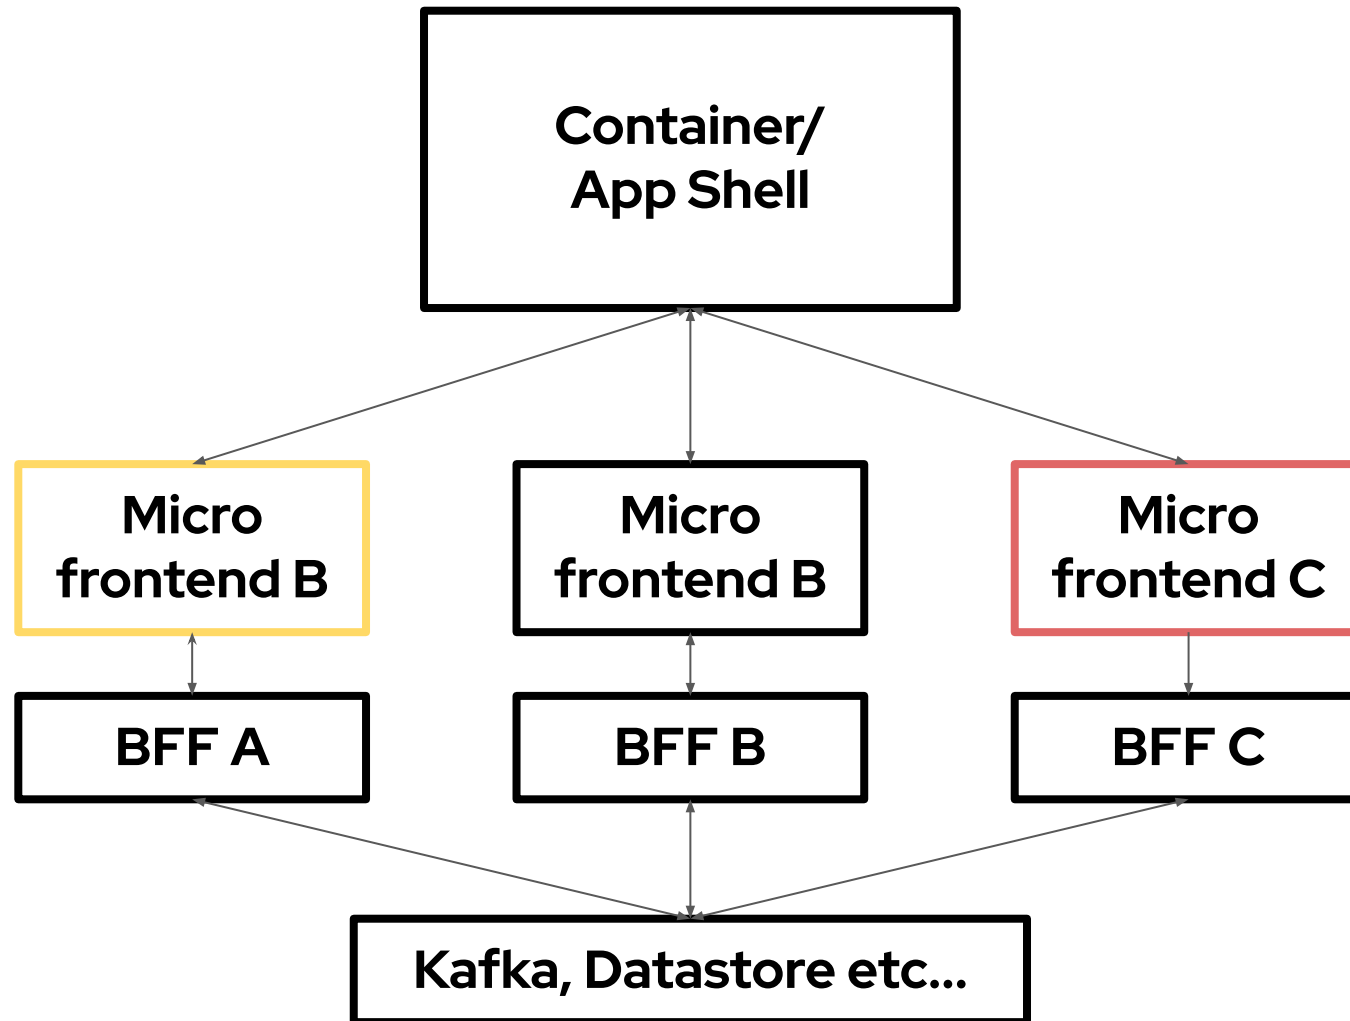 Container/
App Shell
Micro
frontend B
Micro
frontend B
Micro
frontend C
BFF A
BFF B
BFF C
Kafka, Datastore etc...